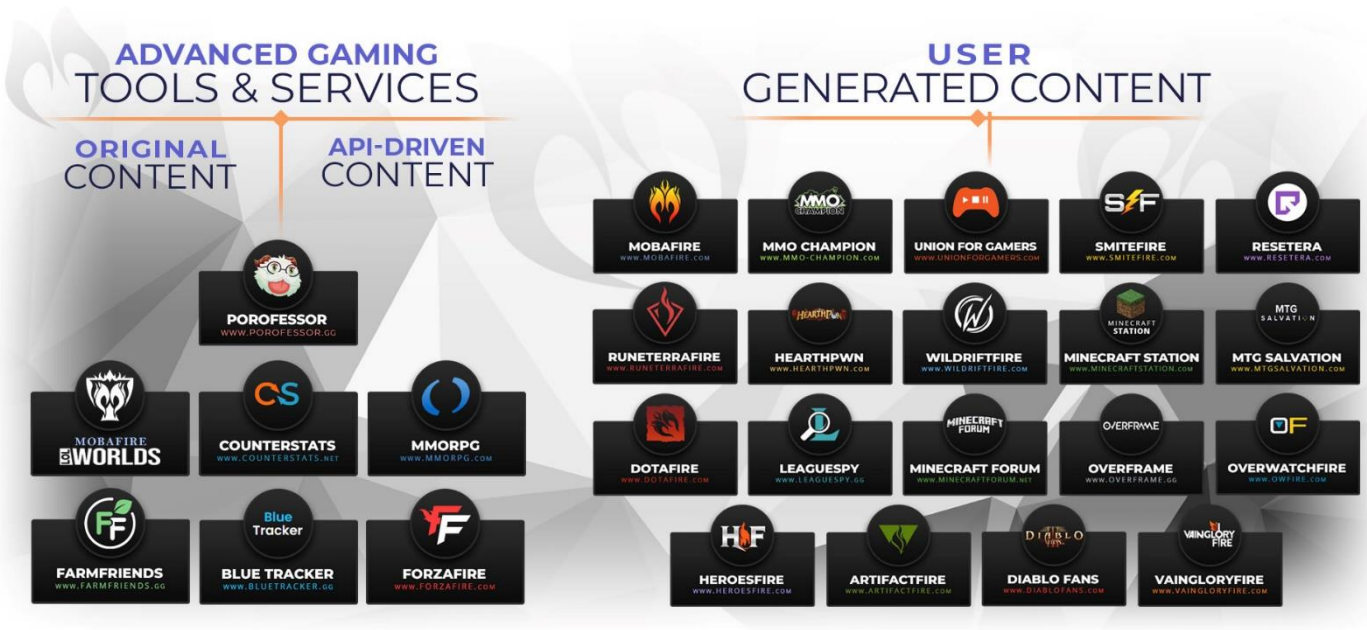 ADVANCED GAMING
TOOLS & SERVICES
ORIGINAL
CONTENT
API-DRIVEN
CONTENT
POROFESSOR
WWW.POROFESSOR.GG
MOBAFIRE
LOL WORLDS
CS
COUNTERSTATS
WWW.COUNTERSTATS.NET
MMORPG
WWW.MMORPG.COM
FF
FARMFRIENDS
WWW.FARMFRIENDS.GG
Blue
Tracker
BLUE TRACKER
WWW.BLUETRACKER.GG
FF
FORZAFIRE
WWW.FORZAFIRE.COM
USER
GENERATED CONTENT
MOBAFIRE
WWW.MOBAFIRE.COM
MMO
CHAMPION
MMO CHAMPION
WWW.MMO-CHAMPION.COM
UNION FOR GAMERS
WWW.UNIONFORGAMERS.COM
SF
SMITEFIRE
WWW.SMITEFIRE.COM
RESETERA
WWW.RESETERA.COM
RUNETERRAFIRE
WWW.RUNETERRAFIRE.COM
HEARTHPWN
HEARTHPWN
WWW.HEARTHPWN.COM
WILDRIFTFIRE
WWW.WILDRIFTFIRE.COM
MINECRAFT
STATION
MINECRAFT STATION
WWW.MINECRAFTSTATION.COM
MTG
SALVATION
MTG SALVATION
WWW.MTGSALVATION.COM
DOTAFIRE
WWW.DOTAFIRE.COM
LEAGUESPY
WWW.LEAGUESPY.GG
MINECRAFT
FORUM
MINECRAFT FORUM
WWW.MINECRAFTFORUM.NET
OVERFRAME
OVERFRAME
WWW.OVERFRAME.GG
OF
OVERWATCHFIRE
WWW.OWFIRE.COM
HF
HEROESFIRE
WWW.HEROESFIRE.COM
ARTIFACTFIRE
WWW.ARTIFACTFIRE.COM
DIABLO
DIABLO FANS
WWW.DIABLOFANS.COM
VAINGLORY
FIRE
VAINGLORYFIRE
WWW.VAINGLORYFIRE.COM